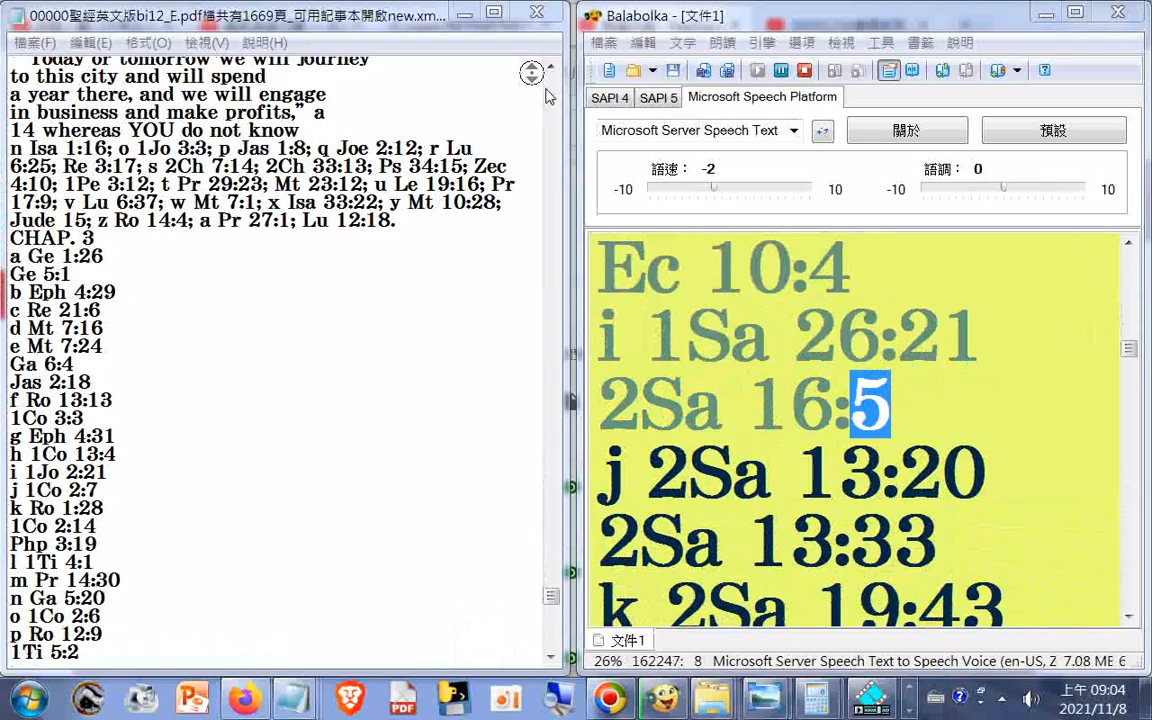 00000聖經英文版bi12_E.pdf檔共有1669頁_可用記事本開啟new.xm...
檔案(F) 編輯(E) 格式(O) 檢視(V) 說明(H)
"Today or tomorrow we will journey
to this city and will spend
a year there, and we will engage
in business and make profits,” a
14 whereas YOU do not know
n Isa 1:16; o 1Jo 3:3; p Jas 1:8; q Joe 2:12; r Lu
6:25; Re 3:17; s 2Ch 7:14; 2Ch 33:13; Ps 34:15; Zec
4:10; 1Pe 3:12; t Pr 29:23; Mt 23:12; u Le 19:16; Pr
17:9; v Lu 6:37; w Mt 7:1; x Isa 33:22; y Mt 10:28;
Jude 15; z Ro 14:4; a Pr 27:1; Lu 12:18.
CHAP. 3
a Ge 1:26
Ge 5:1
b Eph 4:29
c Re 21:6
d Mt 7:16
e Mt 7:24
Ga 6:4
Jas 2:18
f Ro 13:13
1Co 3:3
g Eph 4:31
h 1Co 13:4
i 1Jo 2:21
j 1Co 2:7
k Ro 1:28
1Co 2:14
Php 3:19
l 1Ti 4:1
m Pr 14:30
n Ga 5:20
o 1Co 2:6
p Ro 12:9
1Ti 5:2
Balabolka - [文件1]
檔案 編輯 文字 朗讀 引擎 選項 檢視 工具 書籤 說明
SAPI 4 SAPI 5 Microsoft Speech Platform
Microsoft Server Speech Text 關於 預設
語速: -2 語調: 0
-10 10 -10 10
Ec 10:4
i 1Sa 26:21
2Sa 16:5
j 2Sa 13:20
2Sa 13:33
k 2Sa 19:43
文件1
26% 162247: 8 Microsoft Server Speech Text to Speech Voice (en-US, Z 7.08 MB 6
PDF
上午 09:04
2021/11/8